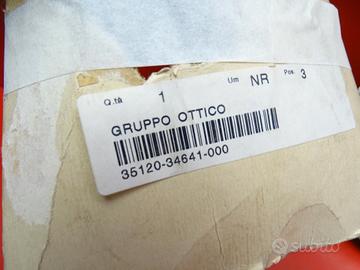 Q.tà 1 Um NR Pos. 3
GRUPPO OTTICO
35120-34641-000
subito